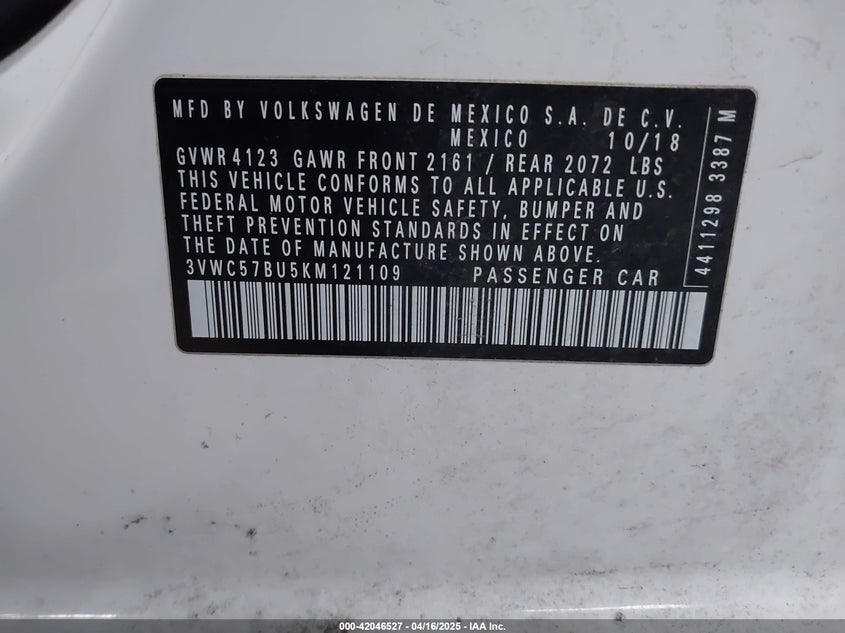 MFD BY VOLKSWAGEN DE MEXICO S.A. DE C.V.
MEXICO 10/18
GVWR 4123 GAWR FRONT 2161 / REAR 2072 LBS
THIS VEHICLE CONFORMS TO ALL APPLICABLE U.S.
FEDERAL MOTOR VEHICLE SAFETY, BUMPER AND
THEFT PREVENTION STANDARDS IN EFFECT ON
THE DATE OF MANUFACTURE SHOWN ABOVE.
3VWC57BU5KM121109 PASSENGER CAR
4411298 3387 M
000-42046527 - 04/16/2025 - IAA Inc.